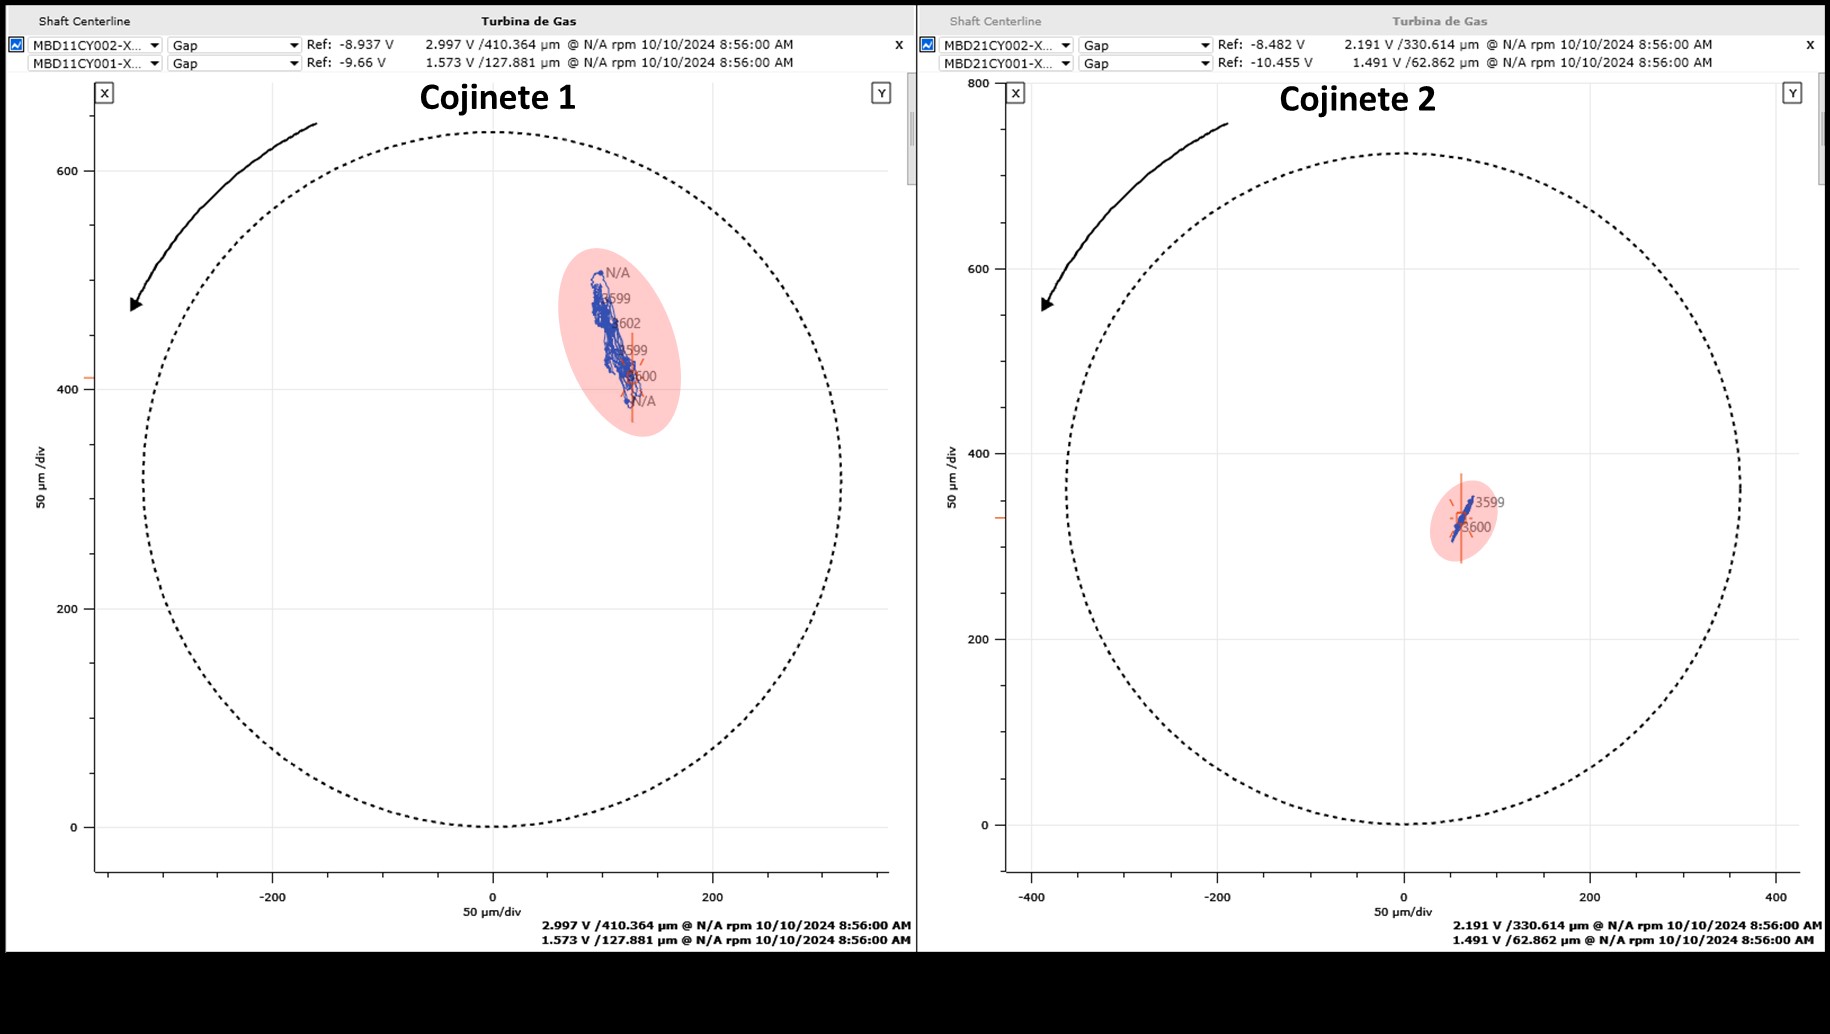 Shaft Centerline Turbina de Gas
MBD11CY002-X... Gap Ref: -8.937 V 2.997 V /410.364 µm @ N/A rpm 10/10/2024 8:56:00 AM X
MBD11CY001-X... Gap Ref: -9.66 V 1.573 V /127.881 µm @ N/A rpm 10/10/2024 8:56:00 AM
X Cojinete 1 Y
600
400
200
0
50 µm /div
N/A
3599
3602
3599
3600
N/A
-200 0 200
50 µm/div
2.997 V /410.364 µm @ N/A rpm 10/10/2024 8:56:00 AM
1.573 V /127.881 µm @ N/A rpm 10/10/2024 8:56:00 AM
Shaft Centerline Turbina de Gas
MBD21CY002-X... Gap Ref: -8.482 V 2.191 V /330.614 µm @ N/A rpm 10/10/2024 8:56:00 AM X
MBD21CY001-X... Gap Ref: -10.455 V 1.491 V /62.862 µm @ N/A rpm 10/10/2024 8:56:00 AM
X Cojinete 2 Y
800
600
400
200
0
50 µm /div
3599
3600
-400 -200 0 200 400
50 µm/div
2.191 V /330.614 µm @ N/A rpm 10/10/2024 8:56:00 AM
1.491 V /62.862 µm @ N/A rpm 10/10/2024 8:56:00 AM